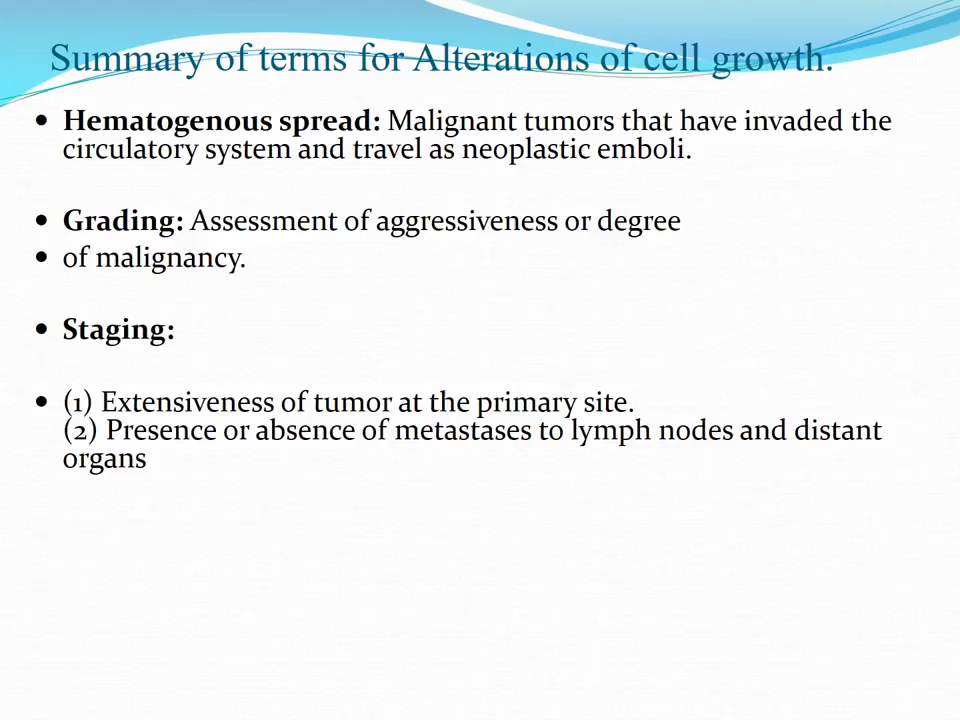 Summary of terms for Alterations of cell growth.
• Hematogenous spread: Malignant tumors that have invaded the
circulatory system and travel as neoplastic emboli.
• Grading: Assessment of aggressiveness or degree
• of malignancy.
• Staging:
• (1) Extensiveness of tumor at the primary site.
(2) Presence or absence of metastases to lymph nodes and distant
organs